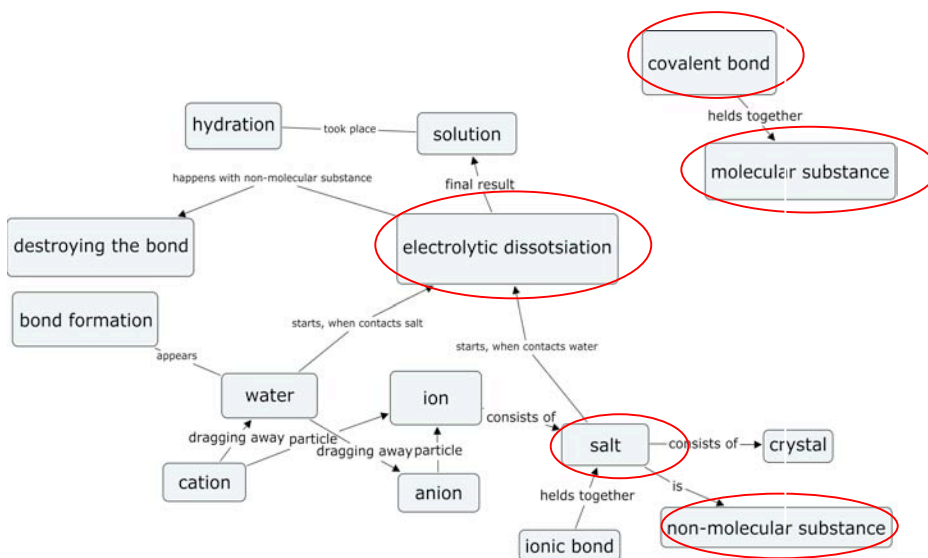 covalent bond
helds together
molecular substance
hydration
took place
solution
happens with non-molecular substance
final result
destroying the bond
electrolytic dissotsiation
bond formation
starts, when contacts salt
appears
starts, when contacts water
water
ion
consists of
dragging away
particle
dragging away
particle
salt
consists of
crystal
cation
anion
helds together
is
ionic bond
non-molecular substance